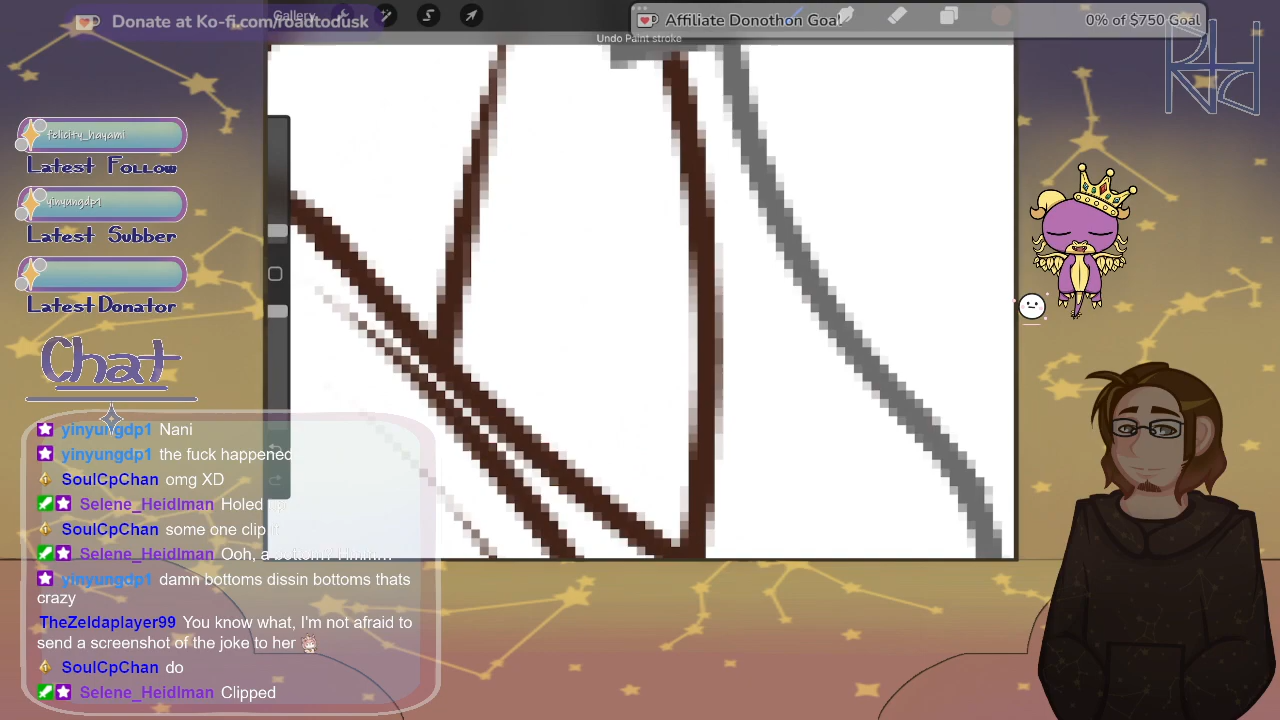 Donate at Ko-fi.com/roadtodusk
Gallery
Affiliate Donothon Goal
0% of $750 Goal
Undo Paint stroke
felicity_hayami
Latest Follow
yinyungdp1
Latest Subber
Latest Donator
Chat
yinyungdp1 Nani
yinyungdp1 the fuck happened
SoulCpChan omg XD
Selene_Heidlman Holed
SoulCpChan some one clip
Selene_Heidlman Ooh, a bottom? Hmm...
yinyungdp1 damn bottoms dissin bottoms thats
crazy
TheZeldaplayer99 You know what, I'm not afraid to
send a screenshot of the joke to her
SoulCpChan do
Selene_Heidlman Clipped